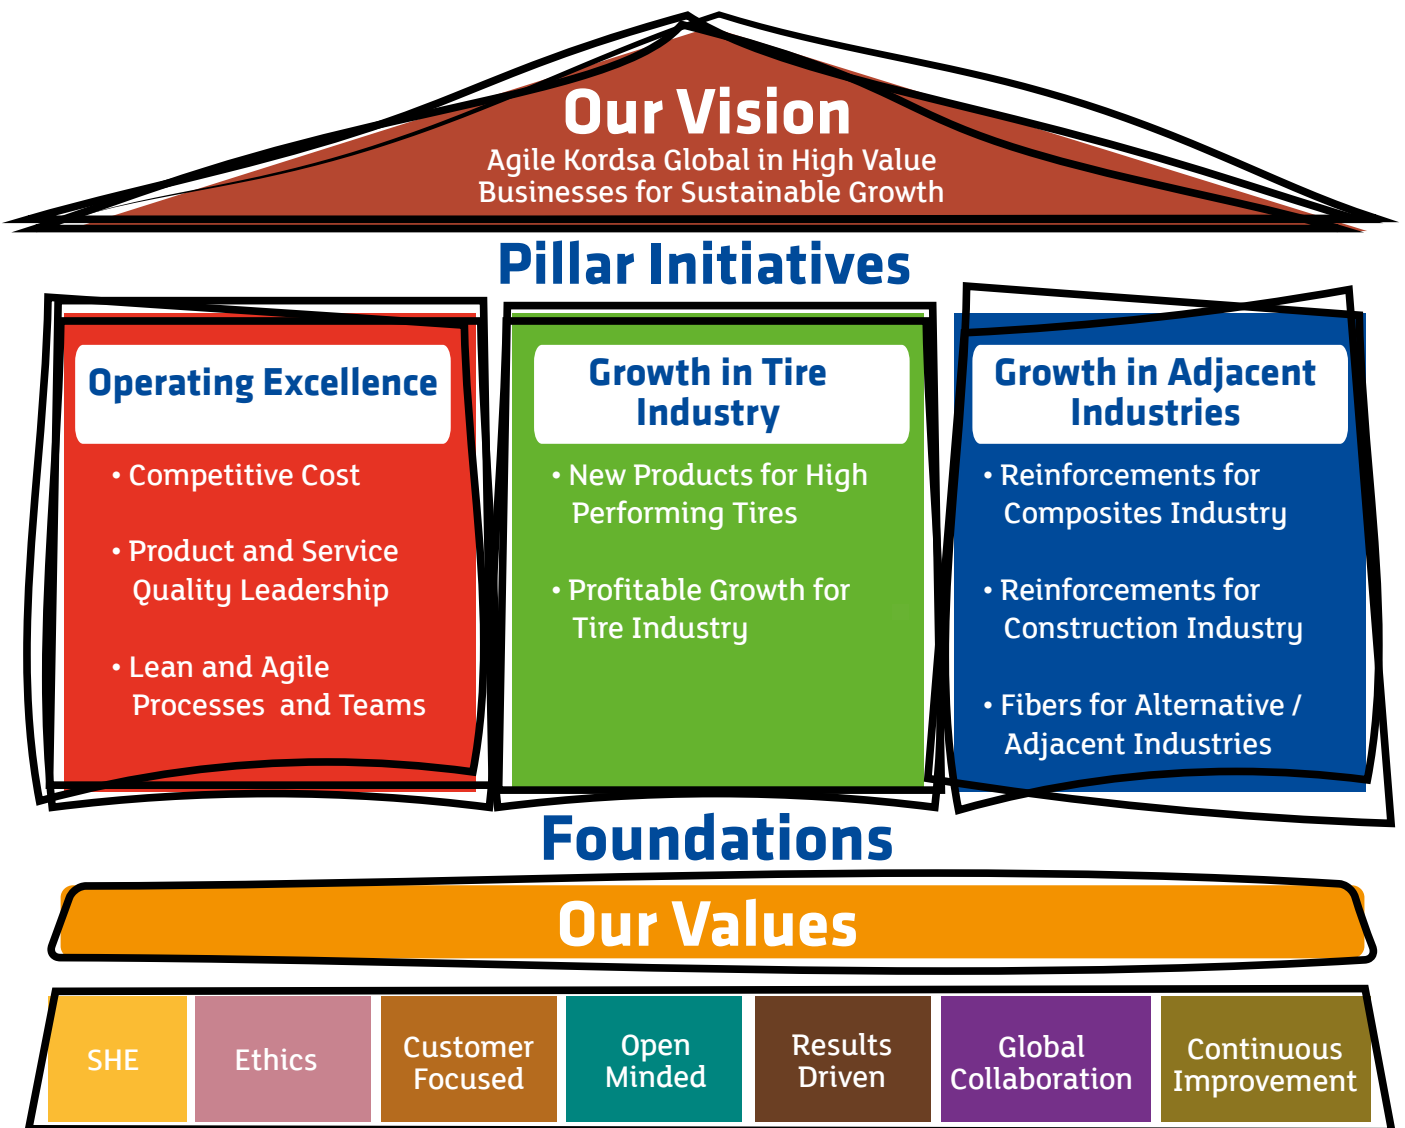 Our Vision
Agile Kordsa Global in High Value
Businesses for Sustainable Growth
Pillar Initiatives
Operating Excellence
• Competitive Cost
• Product and Service
Quality Leadership
• Lean and Agile
Processes and Teams
Growth in Tire
Industry
• New Products for High
Performing Tires
• Profitable Growth for
Tire Industry
Growth in Adjacent
Industries
• Reinforcements for
Composites Industry
• Reinforcements for
Construction Industry
• Fibers for Alternative /
Adjacent Industries
Foundations
Our Values
SHE
Ethics
Customer
Focused
Open
Minded
Results
Driven
Global
Collaboration
Continuous
Improvement